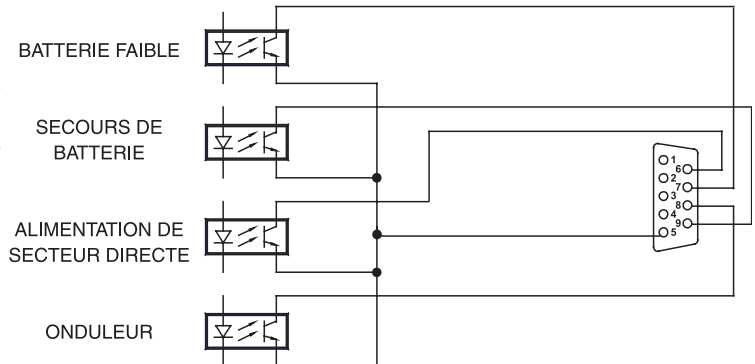 BATTERIE FAIBLE
SECOURS DE
BATTERIE
ALIMENTATION DE
SECTEUR DIRECTE
ONDULEUR
1
6
2
7
3
8
4
9
5